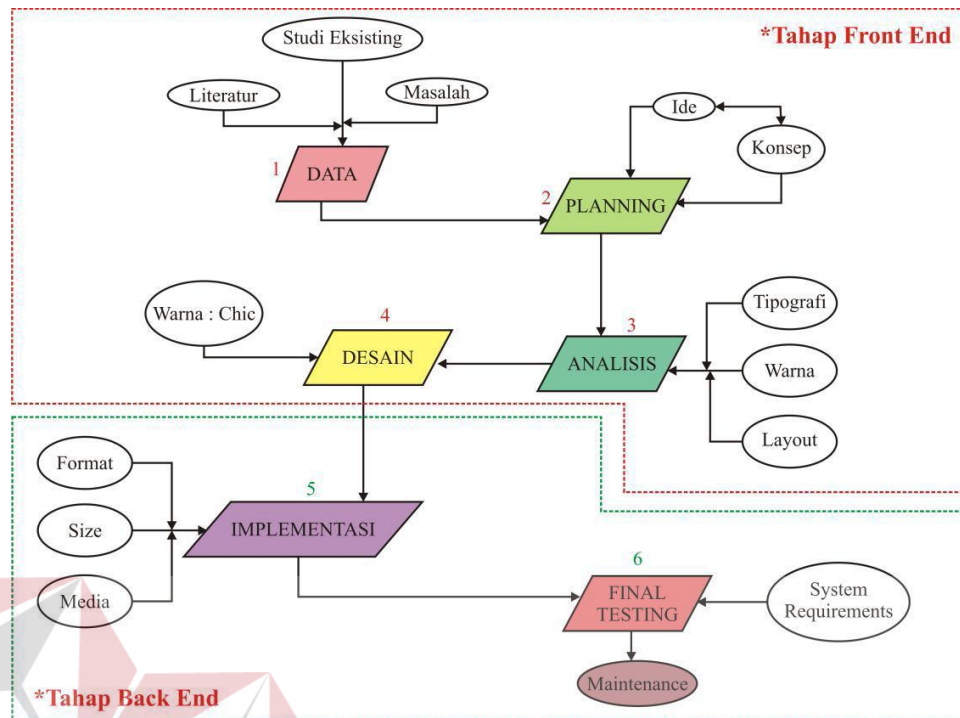 *Tahap Front End
Studi Eksisting
Literatur
Masalah
1
DATA
Ide
Konsep
2
PLANNING
Warna : Chic
4
DESAIN
3
ANALISIS
Tipografi
Warna
Layout
Format
Size
Media
5
IMPLEMENTASI
6
FINAL
TESTING
System
Requirements
Maintenance
*Tahap Back End